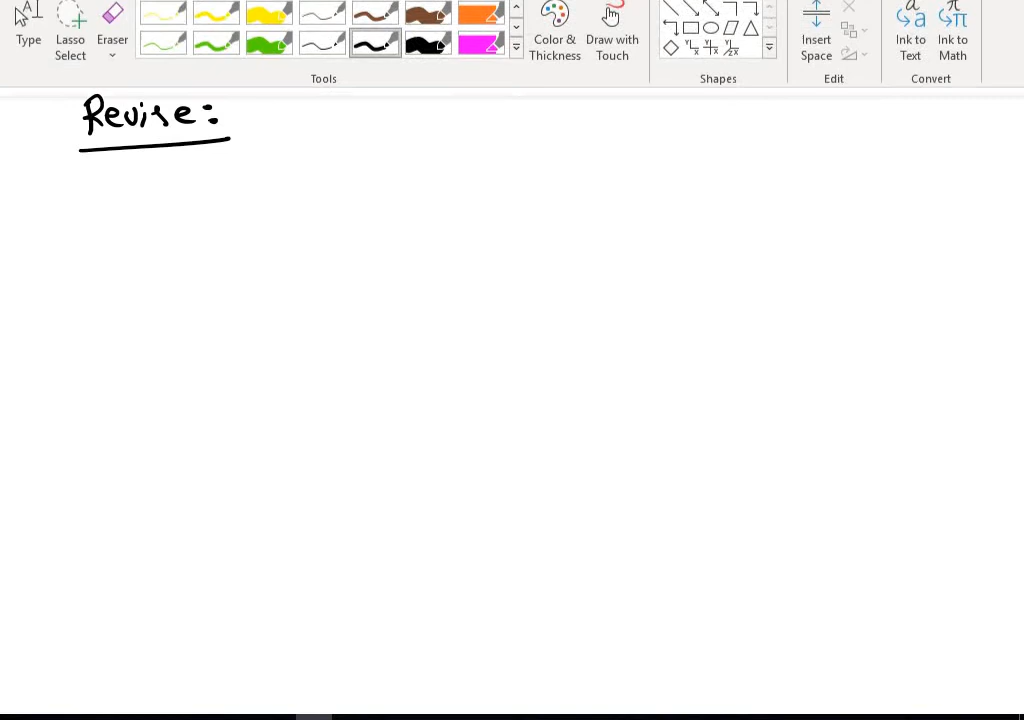 Type
Lasso Select
Eraser
Color & Thickness
Draw with Touch
Insert Space
Ink to Text
Ink to Math
Tools
Shapes
Edit
Convert
Revise: